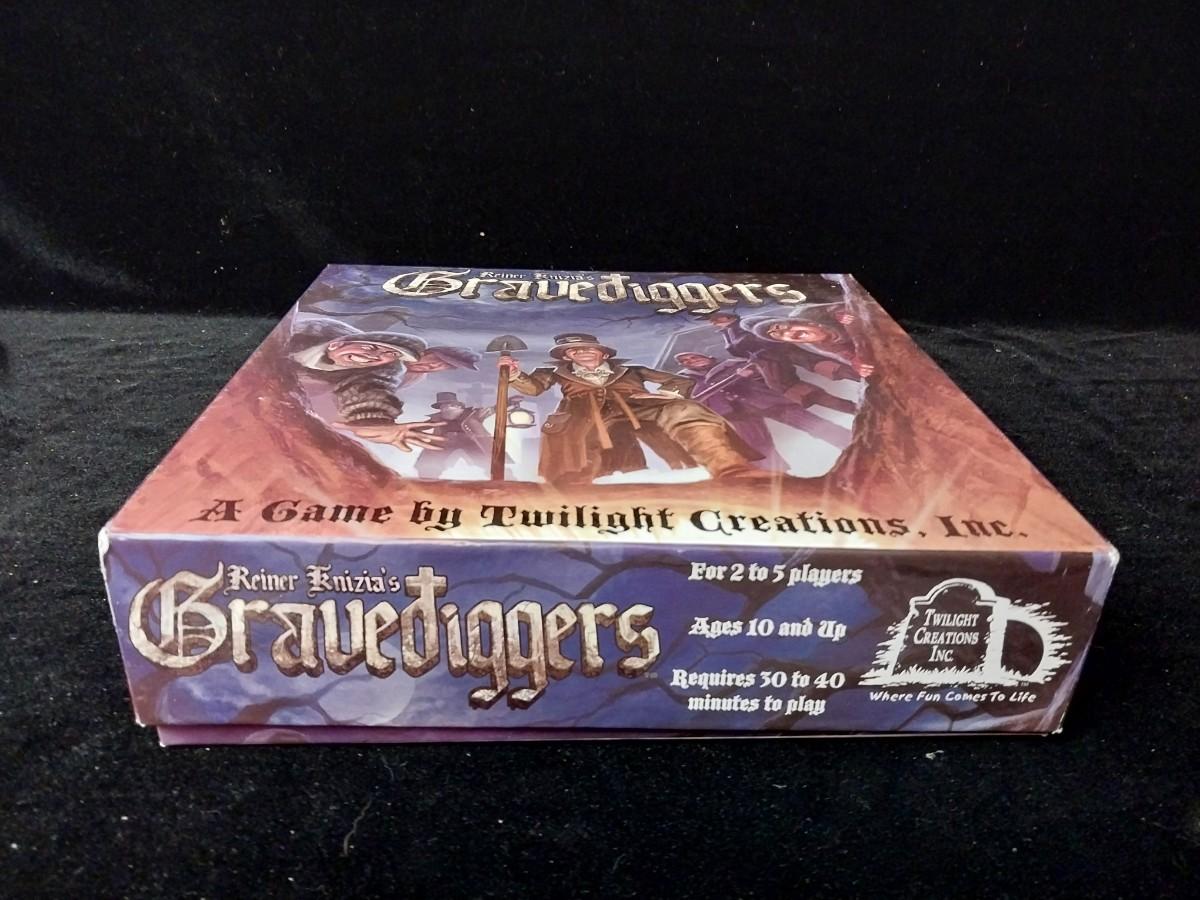 Reiner Knizia's
Gravediggers
A Game by Twilight Creations, Inc.
Reiner Knizia's
Gravediggers
For 2 to 5 players
Ages 10 and Up
Requires 30 to 40
minutes to play
TWILIGHT
CREATIONS
INC.
Where Fun Comes To Life